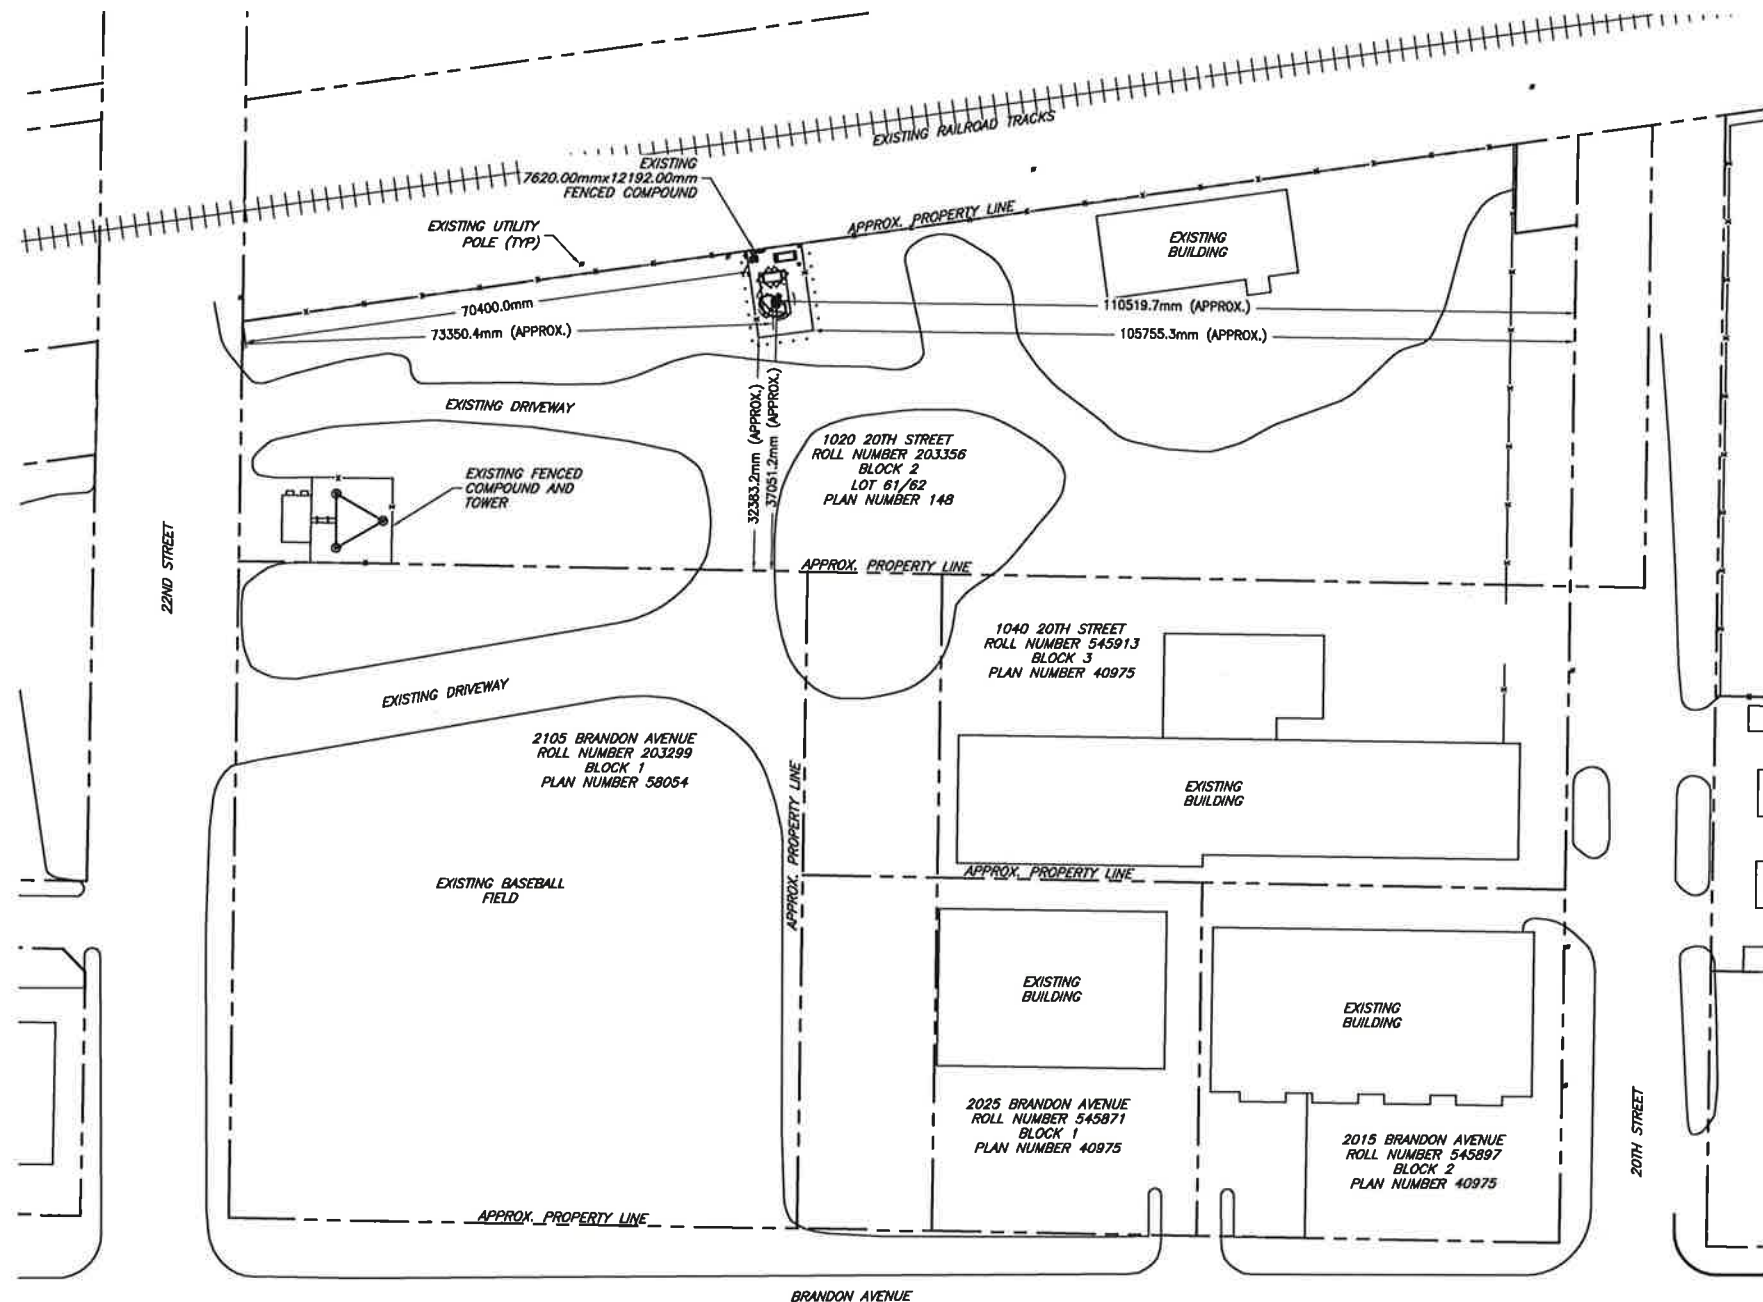 EXISTING RAILROAD TRACKS
EXISTING
7620.00mmx12192.00mm
FENCED COMPOUND
EXISTING UTILITY
POLE (TYP)
APPROX. PROPERTY LINE
EXISTING
BUILDING
70400.0mm
110519.7mm (APPROX.)
73350.4mm (APPROX.)
105755.3mm (APPROX.)
32383.2mm (APPROX.)
37051.2mm (APPROX.)
EXISTING DRIVEWAY
1020 20TH STREET
ROLL NUMBER 203356
BLOCK 2
LOT 61/62
PLAN NUMBER 148
EXISTING FENCED
COMPOUND AND
TOWER
22ND STREET
APPROX. PROPERTY LINE
1040 20TH STREET
ROLL NUMBER 545913
BLOCK 3
PLAN NUMBER 40975
EXISTING DRIVEWAY
2105 BRANDON AVENUE
ROLL NUMBER 203299
BLOCK 1
PLAN NUMBER 58054
APPROX. PROPERTY LINE
EXISTING
BUILDING
APPROX. PROPERTY LINE
EXISTING BASEBALL
FIELD
EXISTING
BUILDING
EXISTING
BUILDING
2025 BRANDON AVENUE
ROLL NUMBER 545871
BLOCK 1
PLAN NUMBER 40975
2015 BRANDON AVENUE
ROLL NUMBER 545897
BLOCK 2
PLAN NUMBER 40975
20TH STREET
APPROX. PROPERTY LINE
BRANDON AVENUE